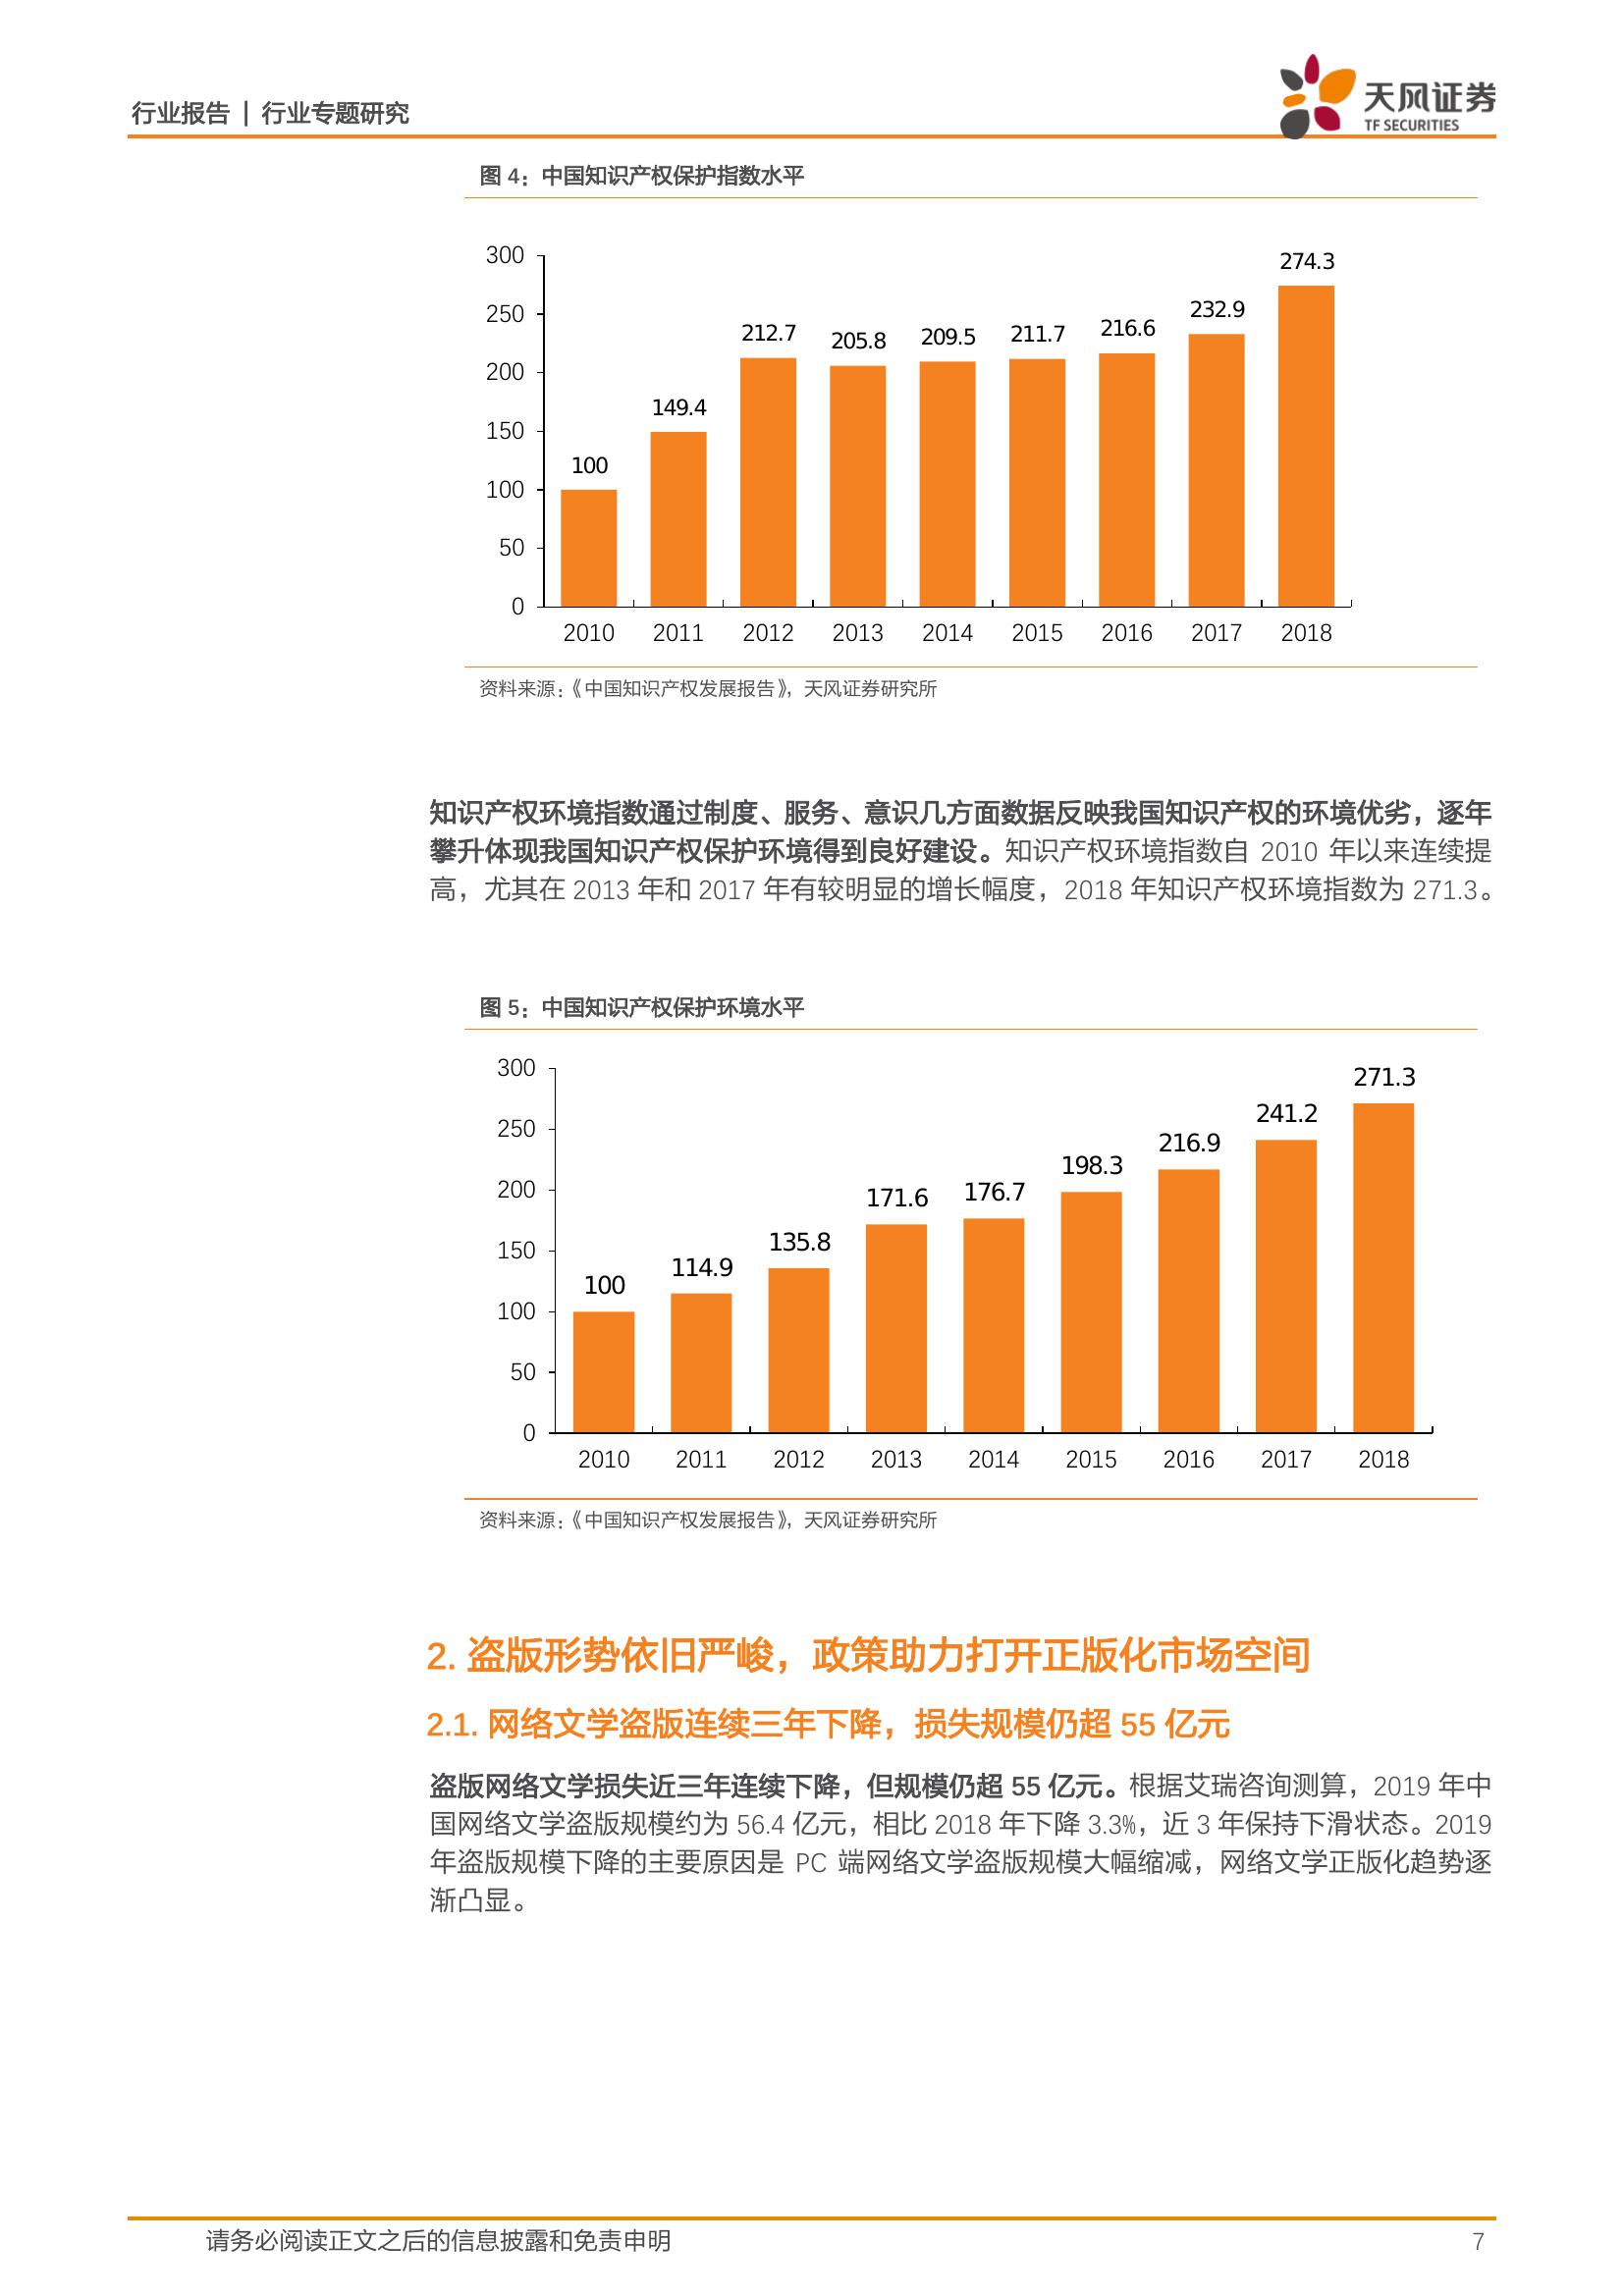 行业报告 | 行业专题研究
天风证券
TF SECURITIES
图 4：中国知识产权保护指数水平
300
250
200
150
100
50
0
100
149.4
212.7
205.8
209.5
211.7
216.6
232.9
274.3
2010 2011 2012 2013 2014 2015 2016 2017 2018
资料来源：《中国知识产权发展报告》，天风证券研究所
知识产权环境指数通过制度、服务、意识几方面数据反映我国知识产权的环境优劣，逐年
攀升体现我国知识产权保护环境得到良好建设。知识产权环境指数自 2010 年以来连续提
高，尤其在 2013 年和 2017 年有较明显的增长幅度，2018 年知识产权环境指数为 271.3。
图 5：中国知识产权保护环境水平
300
250
200
150
100
50
0
100
114.9
135.8
171.6
176.7
198.3
216.9
241.2
271.3
2010 2011 2012 2013 2014 2015 2016 2017 2018
资料来源：《中国知识产权发展报告》，天风证券研究所
2. 盗版形势依旧严峻，政策助力打开正版化市场空间
2.1. 网络文学盗版连续三年下降，损失规模仍超 55 亿元
盗版网络文学损失近三年连续下降，但规模仍超 55 亿元。根据艾瑞咨询测算，2019 年中
国网络文学盗版规模约为 56.4 亿元，相比 2018 年下降 3.3%，近 3 年保持下滑状态。2019
年盗版规模下降的主要原因是 PC 端网络文学盗版规模大幅缩减，网络文学正版化趋势逐
渐凸显。
请务必阅读正文之后的信息披露和免责申明
7